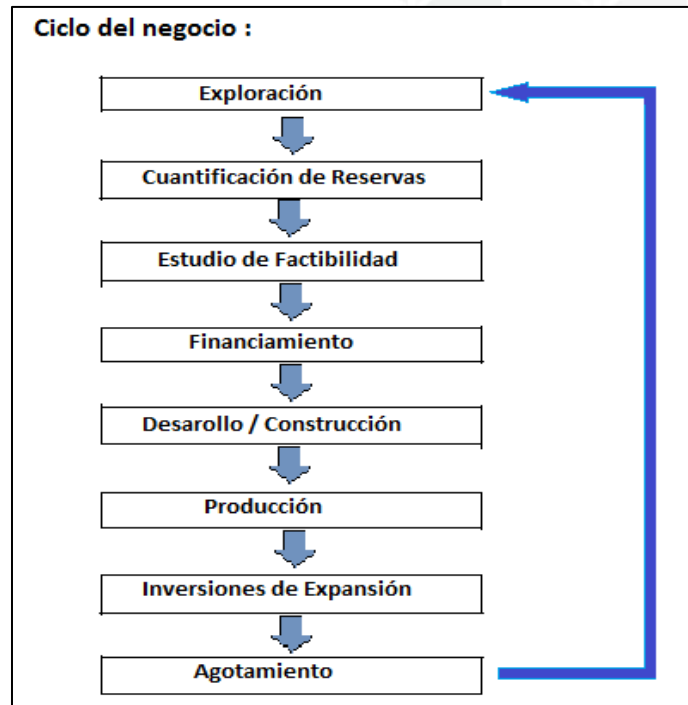 Ciclo del negocio :
Exploración
Cuantificación de Reservas
Estudio de Factibilidad
Financiamiento
Desarollo / Construcción
Producción
Inversiones de Expansión
Agotamiento